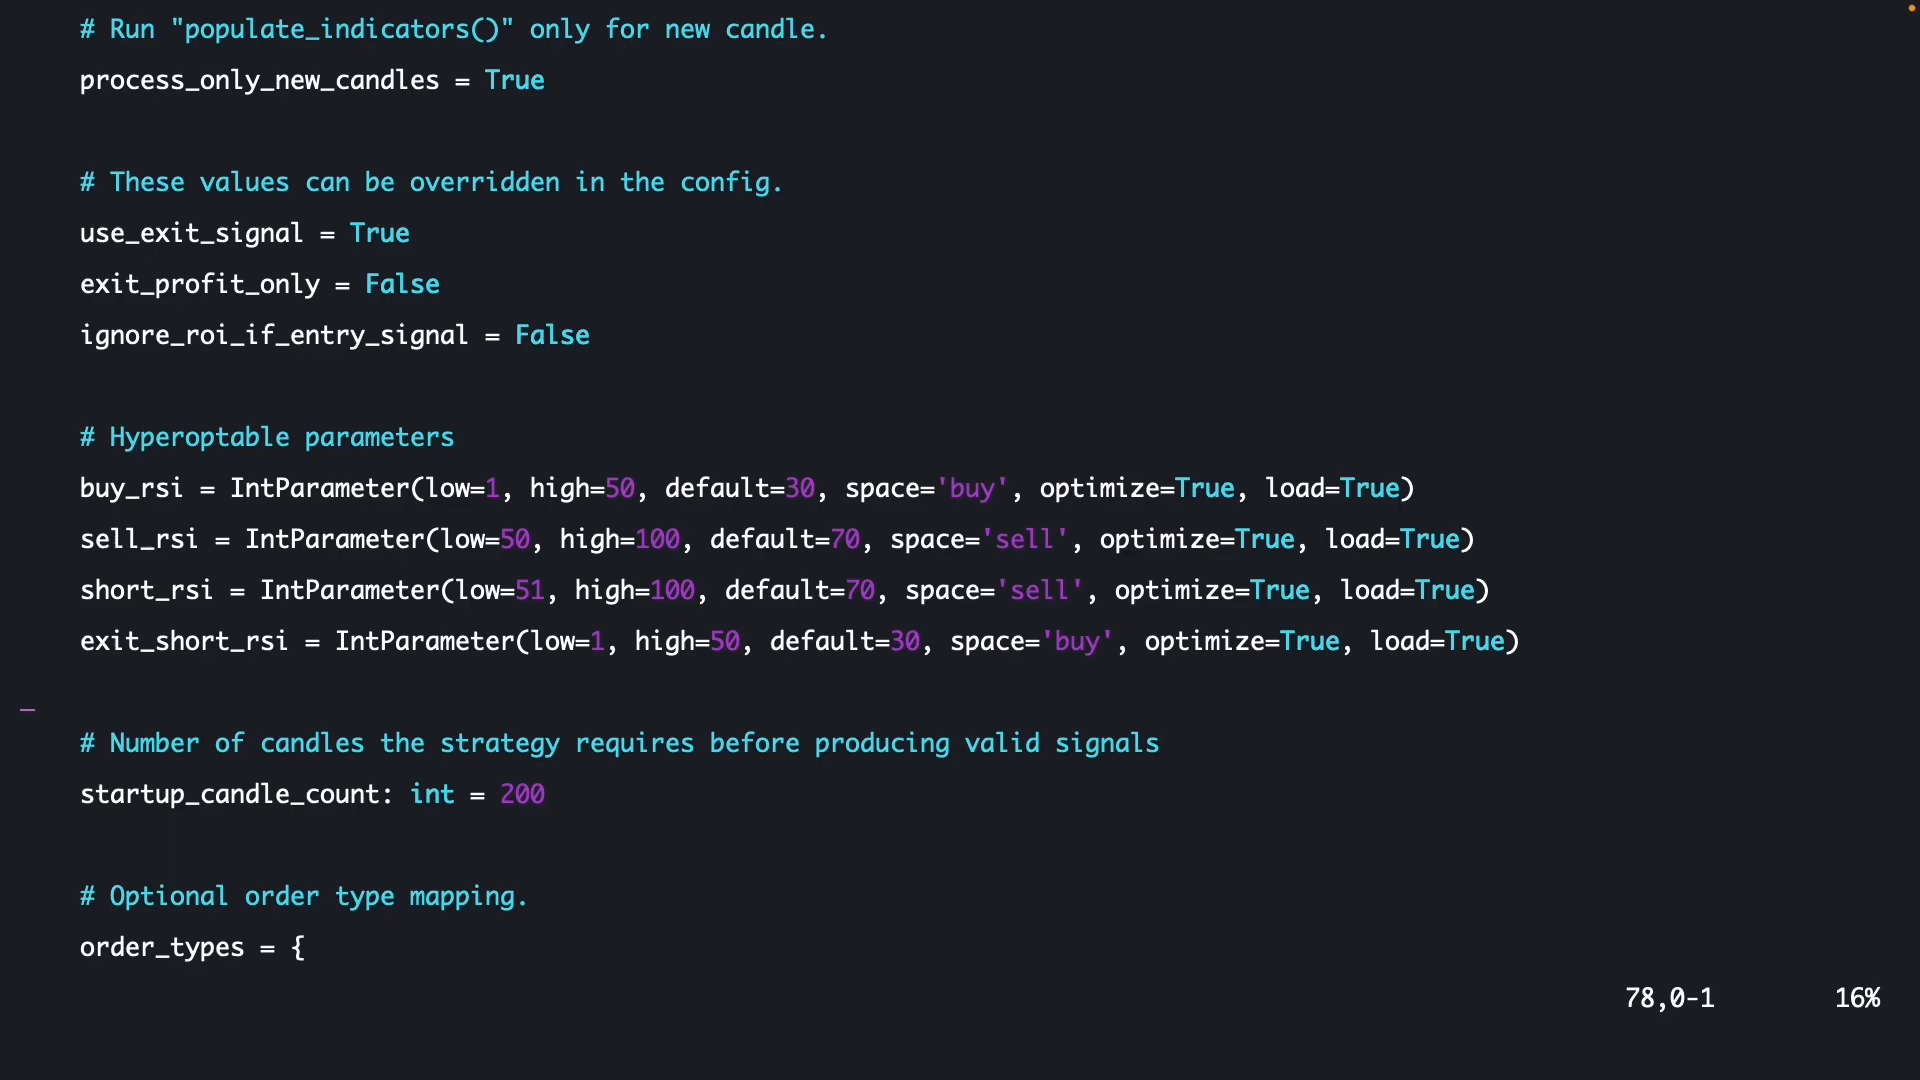 # Run "populate_indicators()" only for new candle.
process_only_new_candles = True
# These values can be overridden in the config.
use_exit_signal = True
exit_profit_only = False
ignore_roi_if_entry_signal = False
# Hyperoptable parameters
buy_rsi = IntParameter(low=1, high=50, default=30, space='buy', optimize=True, load=True)
sell_rsi = IntParameter(low=50, high=100, default=70, space='sell', optimize=True, load=True)
short_rsi = IntParameter(low=51, high=100, default=70, space='sell', optimize=True, load=True)
exit_short_rsi = IntParameter(low=1, high=50, default=30, space='buy', optimize=True, load=True)
# Number of candles the strategy requires before producing valid signals
startup_candle_count: int = 200
# Optional order type mapping.
order_types = {
78,0-1 16%